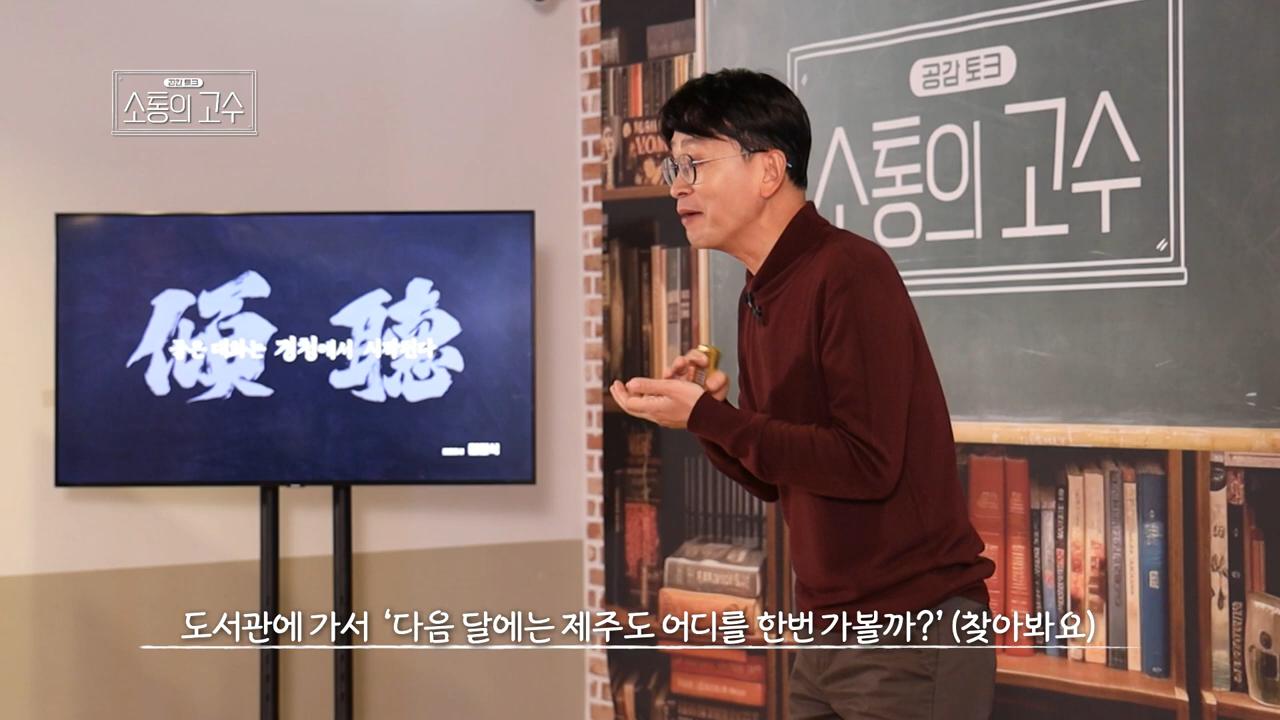 공감 토크
소통의 고수
공감 토크
소통의 고수
傾聽
좋은 대화는 경청에서 시작된다
도서관에 가서 ‘다음 달에는 제주도 어디를 한번 가볼까?’ (찾아봐요)